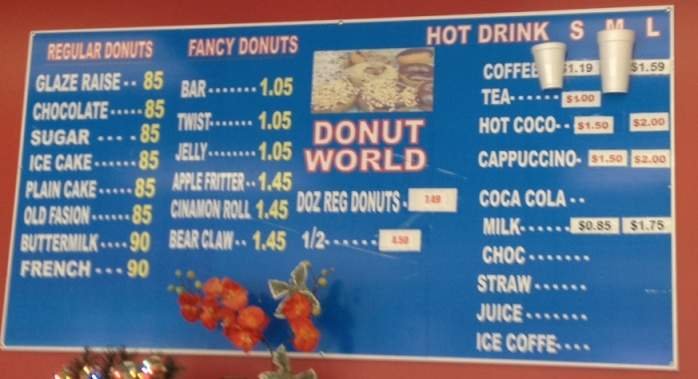 REGULAR DONUTS
GLAZE RAISE -- 85
CHOCOLATE ----- 85
SUGAR ---- 85
ICE CAKE ----- 85
PLAIN CAKE ----- 85
OLD FASION ----- 85
BUTTERMILK ---- 90
FRENCH --- 90
FANCY DONUTS
BAR ------- 1.05
TWIST ------- 1.05
JELLY ------- 1.05
APPLE FRITTER -- 1.45
CINAMON ROLL 1.45
BEAR CLAW -- 1.45
DONUT
WORLD
DOZ REG DONUTS - 7.49
1/2 ------ 4.50
HOT DRINK S M L
COFFEE $1.19 $1.59
TEA ------ $1.00
HOT COCO -- $1.50 $2.00
CAPPUCCINO - $1.50 $2.00
COCA COLA --
MILK ------ $0.85 $1.75
CHOC -------
STRAW ------
JUICE -------
ICE COFFE ----